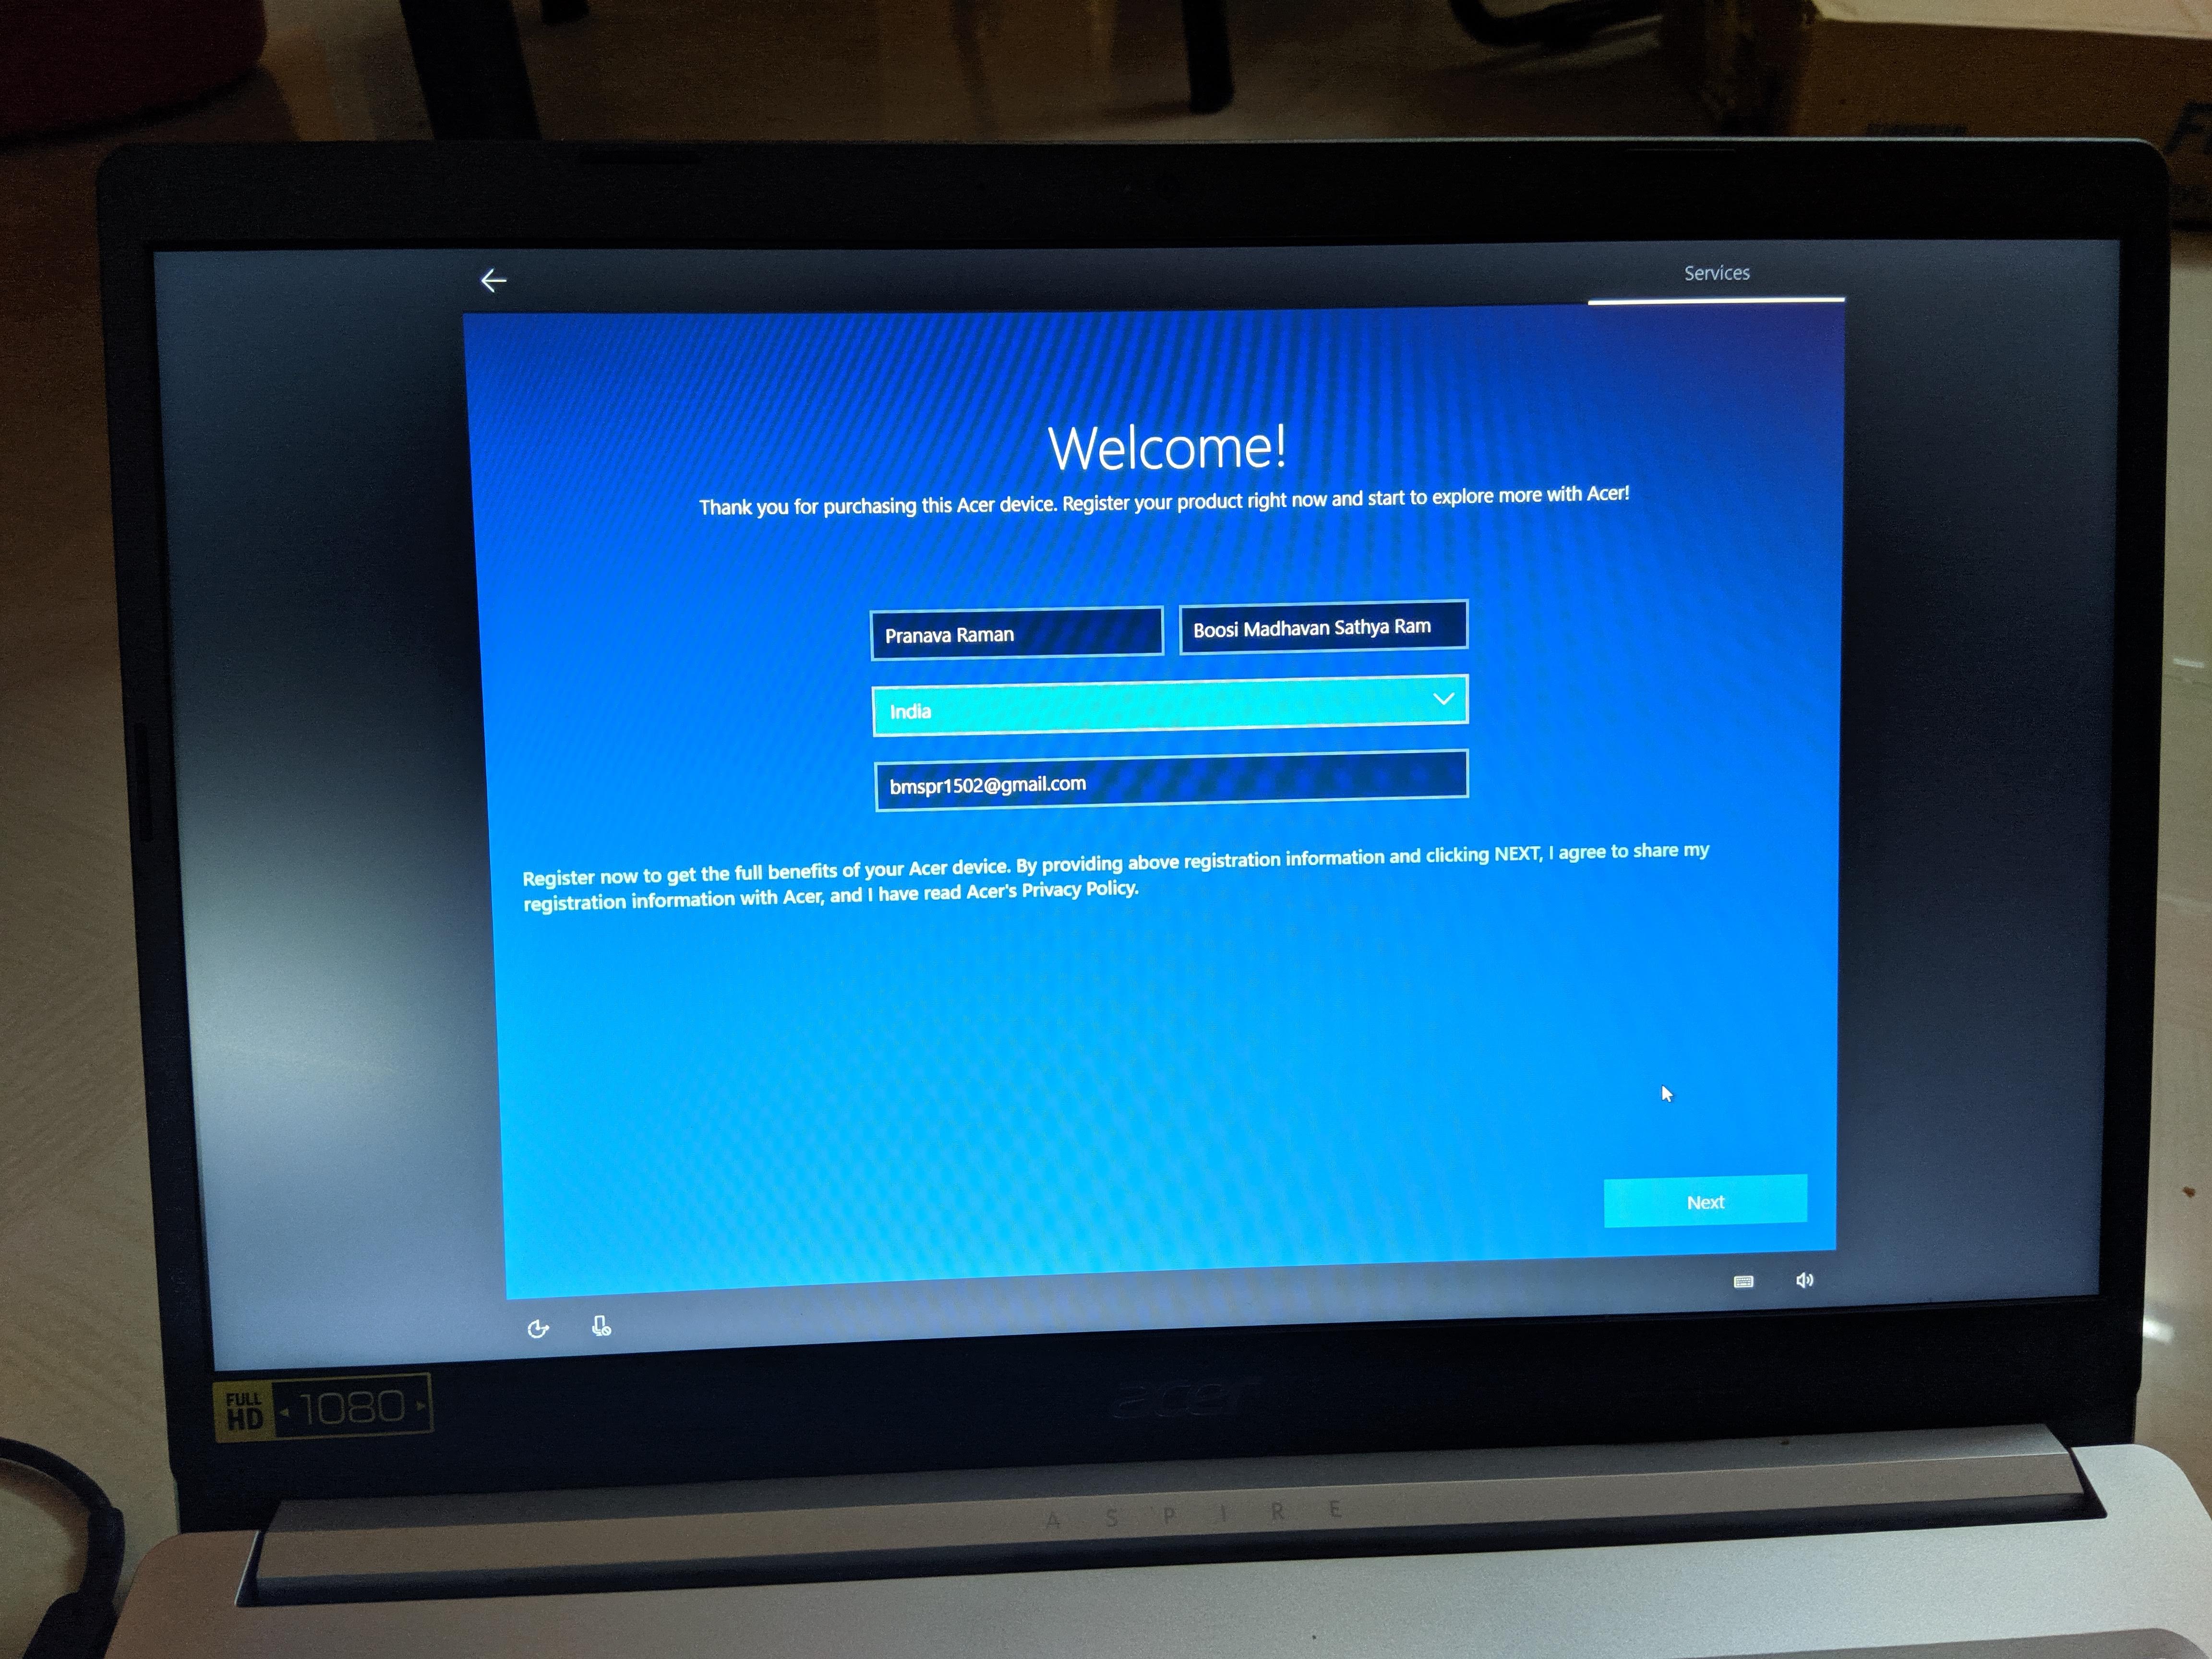 Services
Welcome!
Thank you for purchasing this Acer device. Register your product right now and start to explore more with Acer!
Pranava Raman
Boosi Madhavan Sathya Ram
India
bmspr1502@gmail.com
Register now to get the full benefits of your Acer device. By providing above registration information and clicking NEXT, I agree to share my
registration information with Acer, and I have read Acer's Privacy Policy.
Next
FULL
HD
1080
acer
ASPIRE